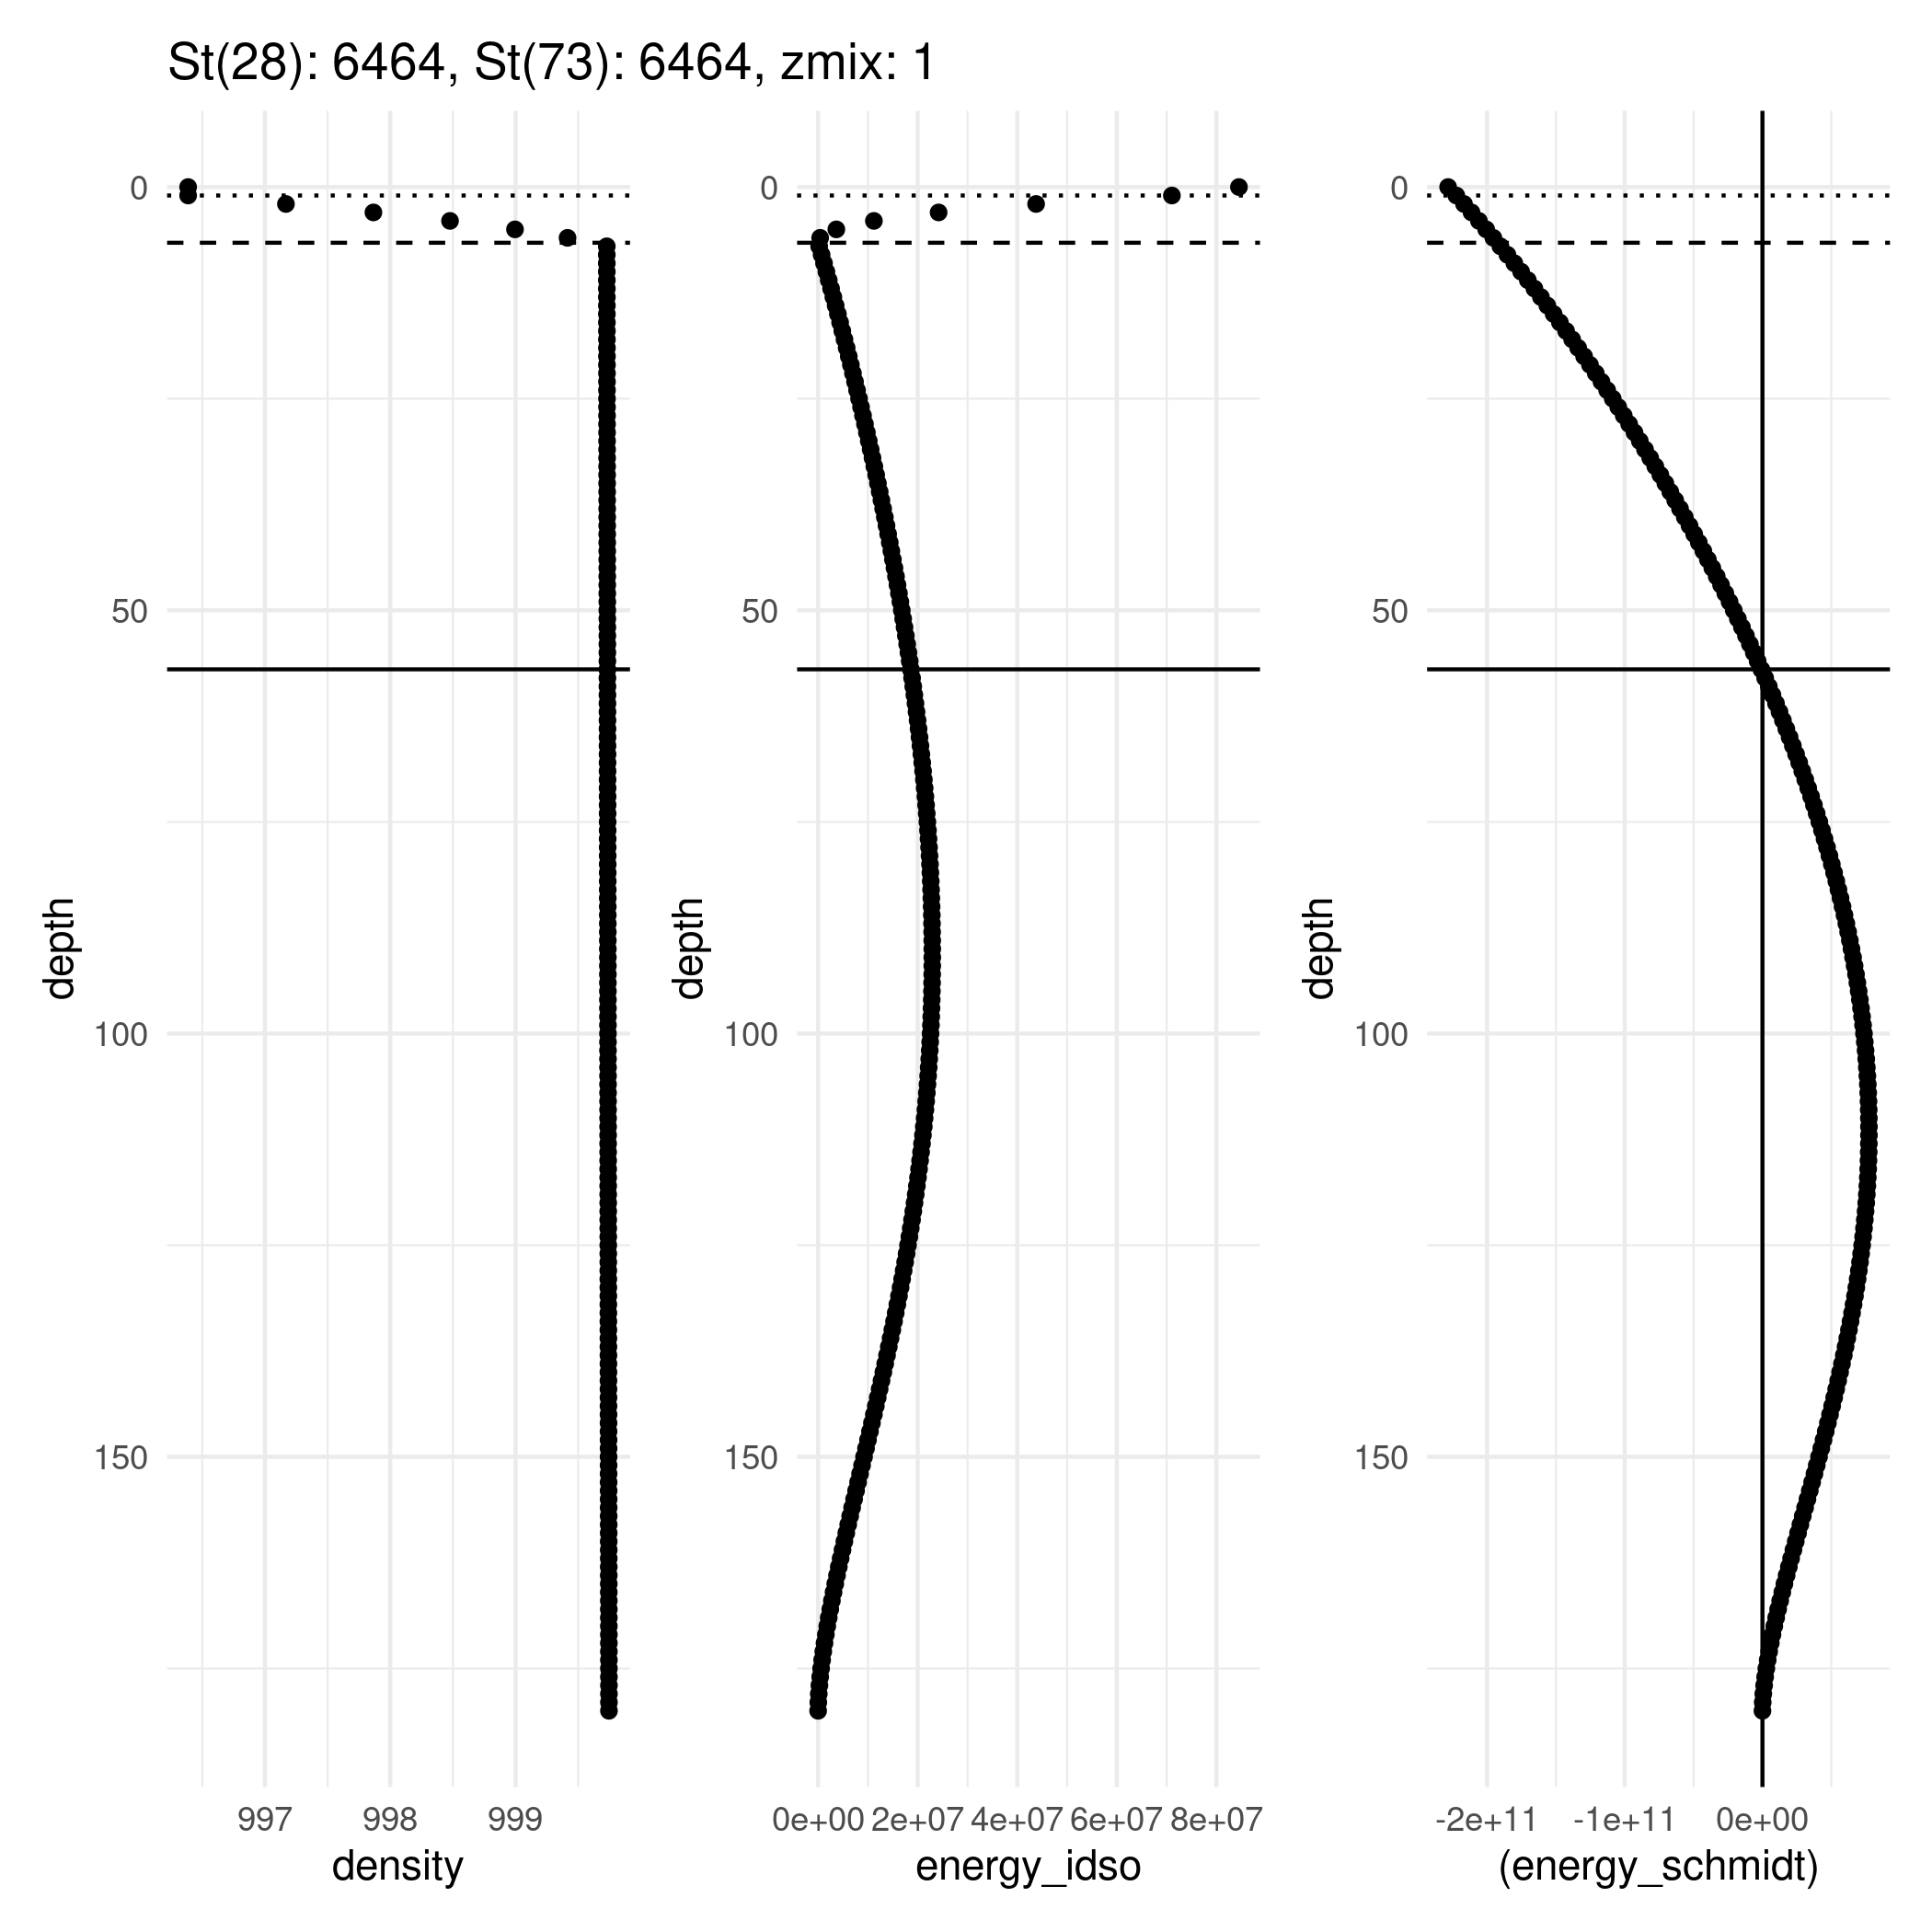 St(28): 6464, St(73): 6464, zmix: 1
0
50
100
150
depth
997 998 999
density
0
50
100
150
depth
0e+00 2e+07 4e+07 6e+07 8e+07
energy_idso
0
50
100
150
depth
-2e+11 -1e+11 0e+00
(energy_schmidt)